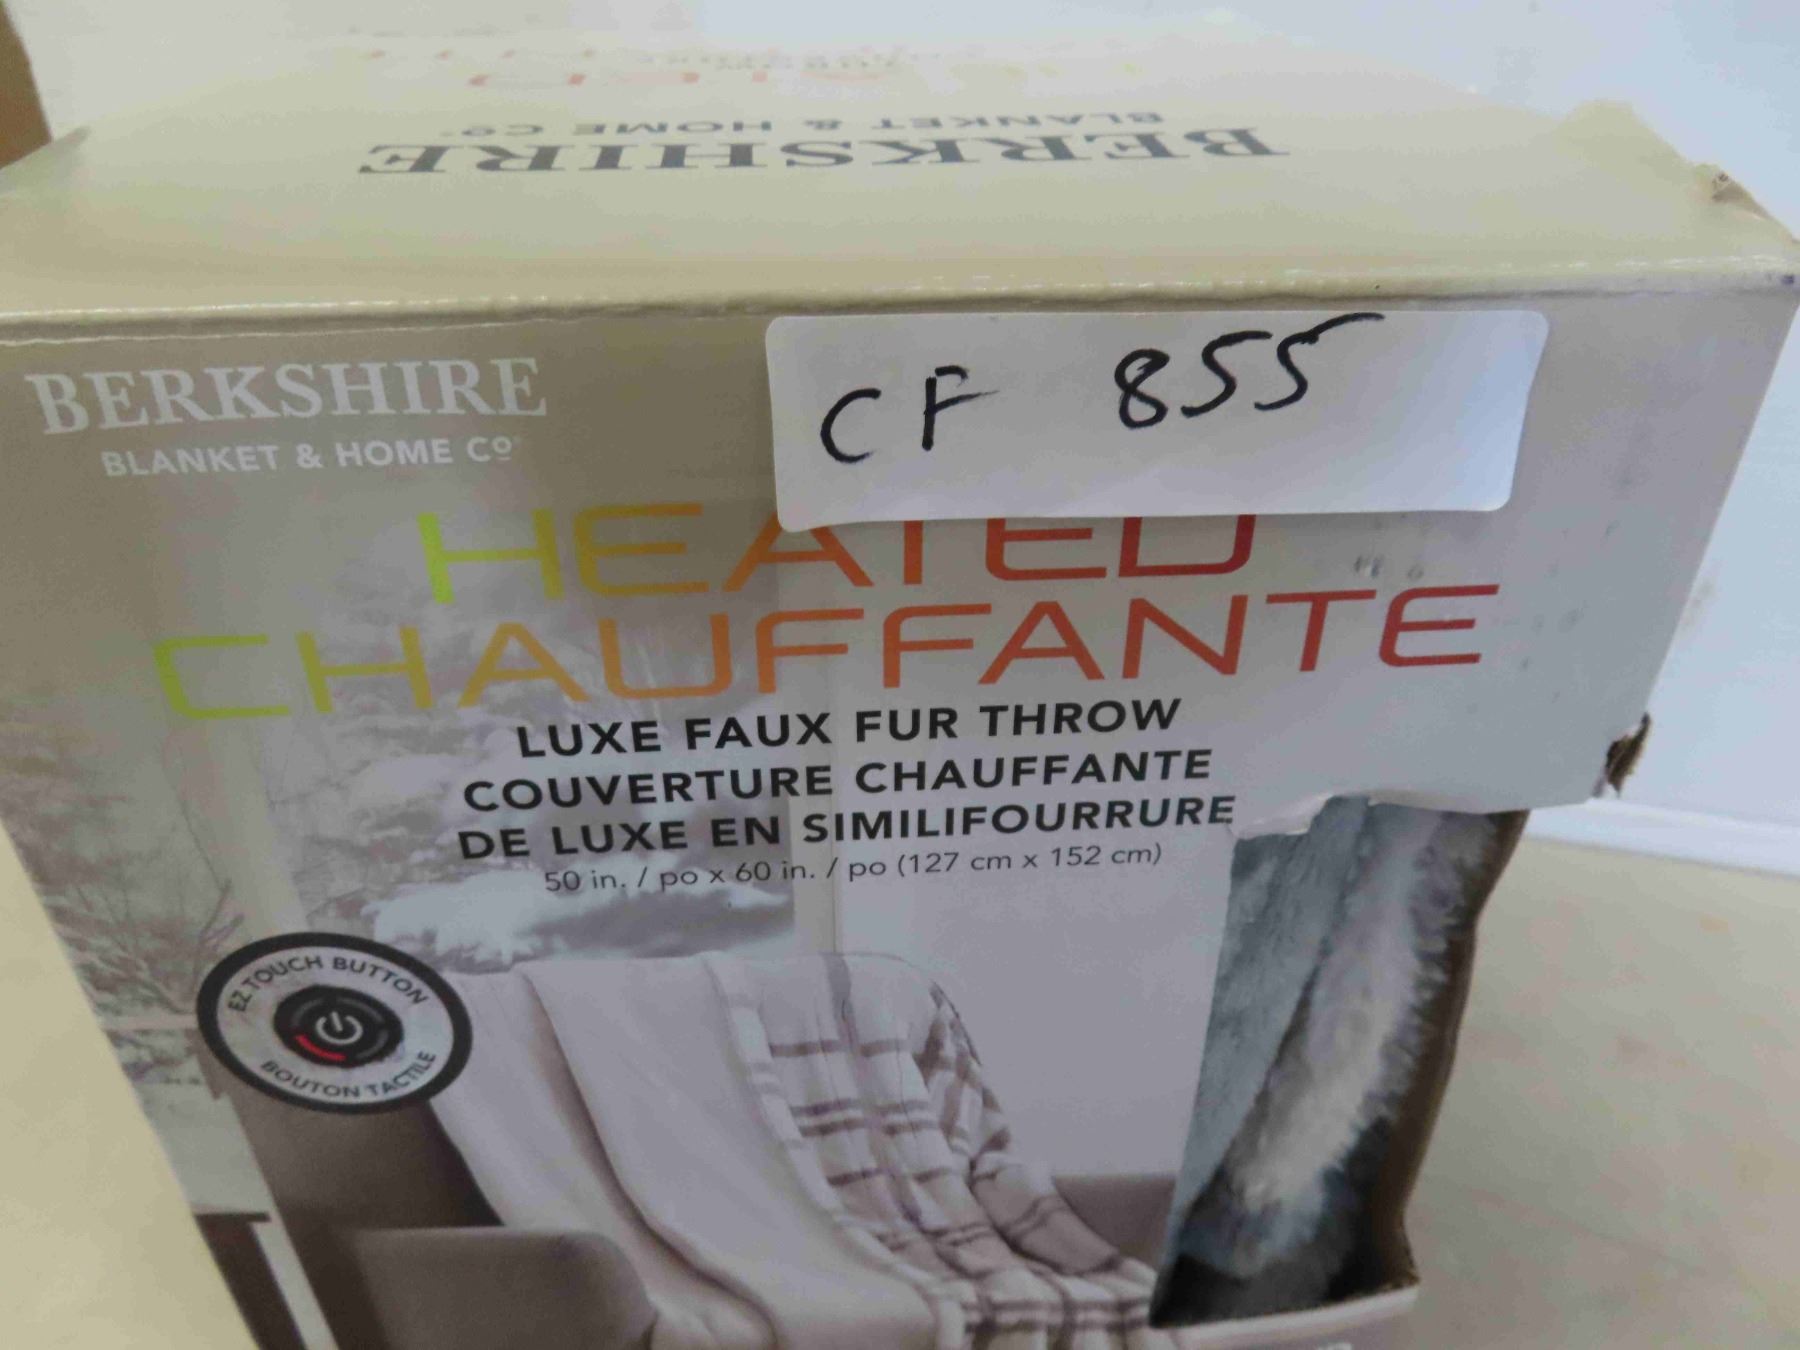 BERKSHIRE
BLANKET & HOME Cº
BERKSHIRE
BLANKET & HOME Cº
CF 855
HEATED
CHAUFFANTE
LUXE FAUX FUR THROW
COUVERTURE CHAUFFANTE
DE LUXE EN SIMILIFOURRURE
50 in. / po x 60 in. / po (127 cm x 152 cm)
EZ TOUCH BUTTON
BOUTON TACTILE